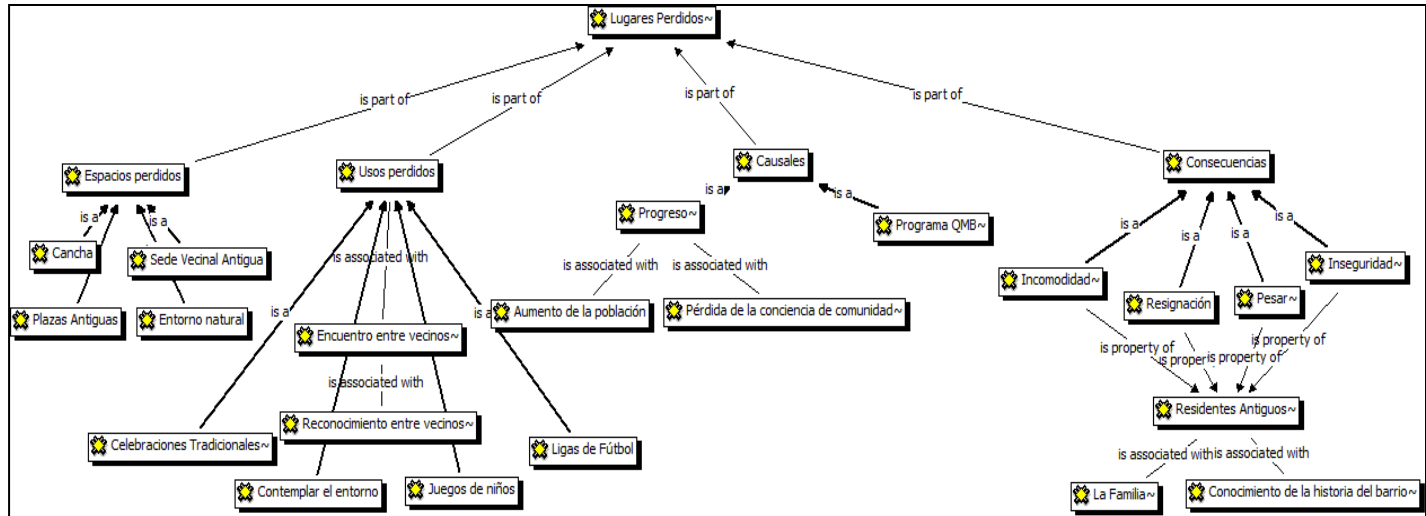 Lugares Perdidos~
is part of
is part of
is part of
is part of
Espacios perdidos
Usos perdidos
Causales
Consecuencias
is a
is a
is a
is a
Cancha
Sede Vecinal Antigua
is associated with
Progreso~
Programa QMB~
is a
is a
is a
is a
Plazas Antiguas
Entorno natural
is associated with
is associated with
Incomodidad~
Resignación
Pesar~
Inseguridad~
is a
is a
Encuentro entre vecinos~
Aumento de la población
Pérdida de la conciencia de comunidad~
is property of
is property
is property of
is property of
is associated with
Celebraciones Tradicionales~
Reconocimiento entre vecinos~
Ligas de Fútbol
Residentes Antiguos~
is associated with
is associated with
Contemplar el entorno~
Juegos de niños~
La Familia~
Conocimiento de la historia del barrio~